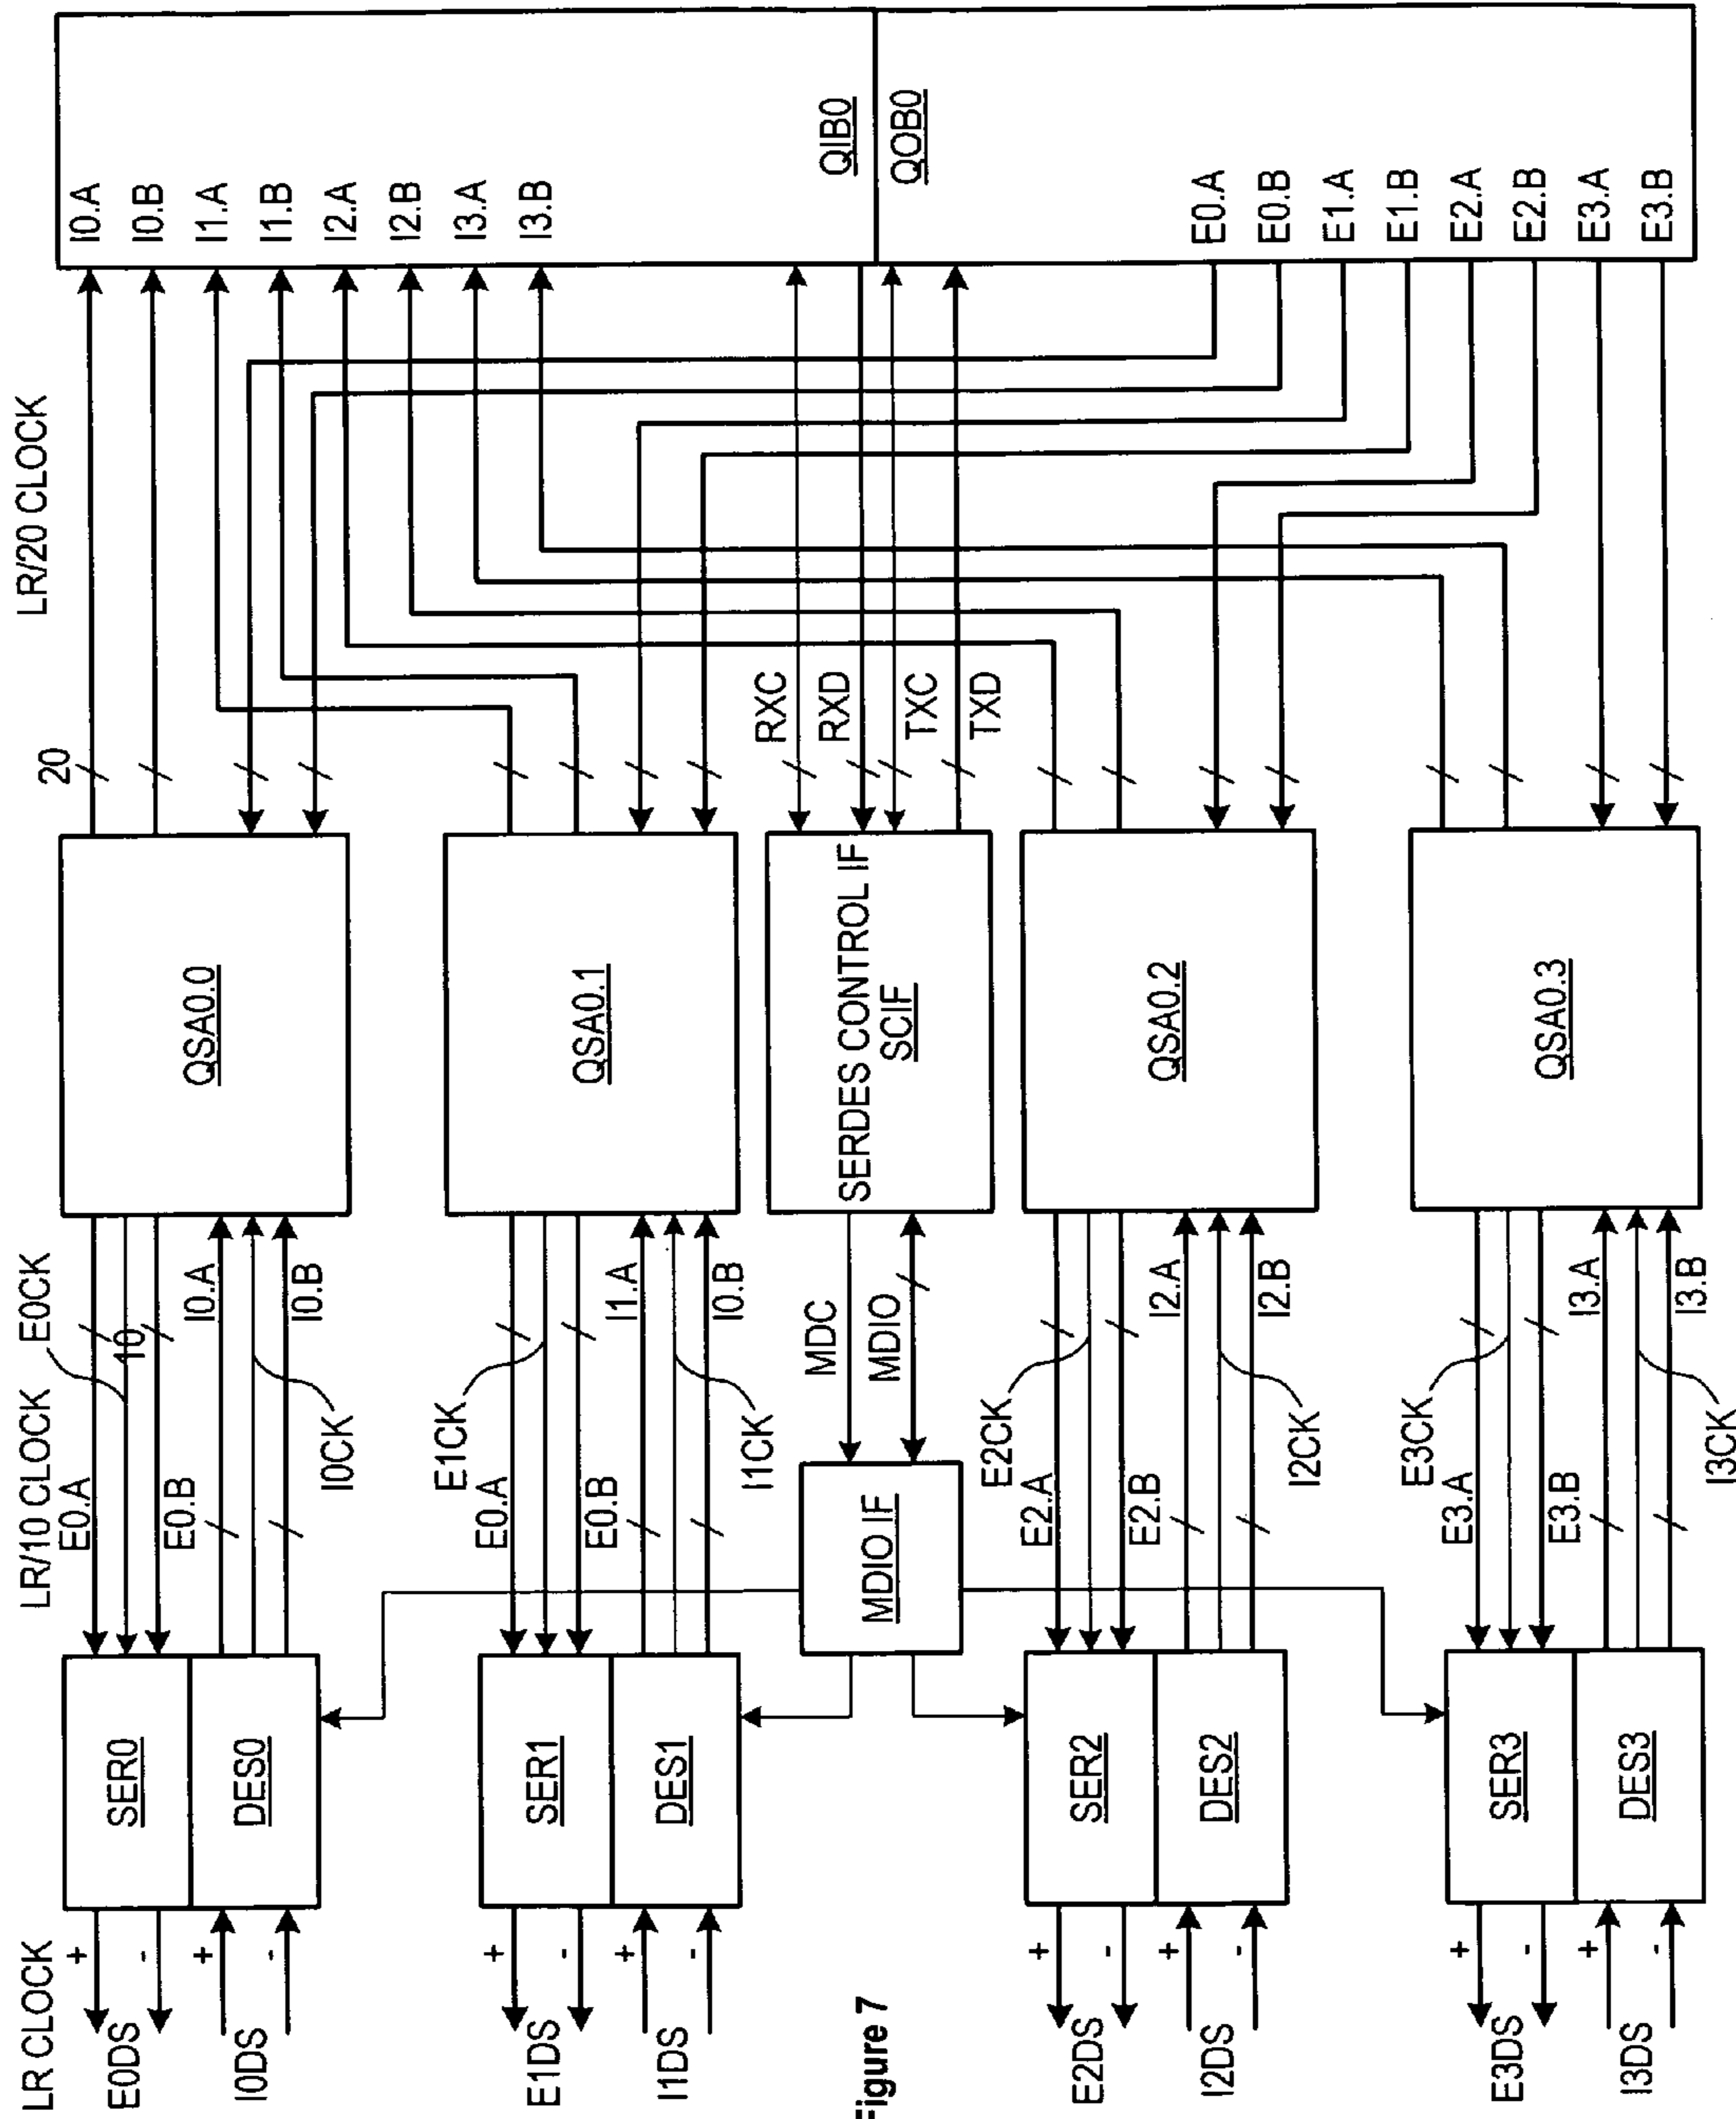 LR CLOCK
LR/10 CLOCK
LR/20 CLOCK
E0DS
+
-
I0DS
+
-
SER0
DES0
E0.A
E0CK
10
E0.B
I0.A
I0CK
I0.B
QSA0.0
20
E1DS
+
-
I1DS
+
-
SER1
DES1
E1CK
E0.A
E0.B
I1.A
I1CK
I0.B
QSA0.1
MDIO IF
MDC
MDIO
SERDES CONTROL IF
SCIF
RXC
RXD
TXC
TXD
E2DS
+
-
I2DS
+
-
SER2
DES2
E2CK
E2.A
E2.B
I2.A
I2CK
I2.B
QSA0.2
E3DS
+
-
I3DS
+
-
SER3
DES3
E3CK
E3.A
E3.B
I3.A
I3CK
I3.B
QSA0.3
I0.A
I0.B
I1.A
I1.B
I2.A
I2.B
I3.A
I3.B
QIB0
QOB0
E0.A
E0.B
E1.A
E1.B
E2.A
E2.B
E3.A
E3.B
Figure 7